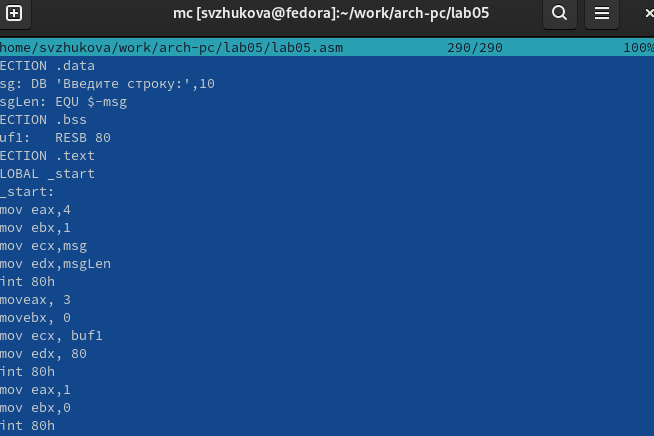 mc [svzhukova@fedora]:~/work/arch-pc/lab05
home/svzhukova/work/arch-pc/lab05/lab05.asm 290/290 100%
ECTION .data
sg: DB 'Введите строку:',10
sgLen: EQU $-msg
ECTION .bss
uf1: RESB 80
ECTION .text
LOBAL _start
_start:
mov eax,4
mov ebx,1
mov ecx,msg
mov edx,msgLen
int 80h
moveax, 3
movebx, 0
mov ecx, buf1
mov edx, 80
int 80h
mov eax,1
mov ebx,0
int 80h